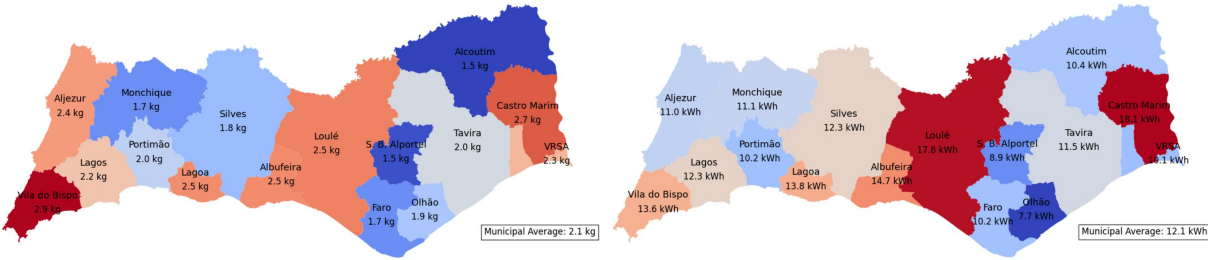 Alcoutim
1.5 kg
Monchique
1.7 kg
Aljezur
2.4 kg
Castro Marim
2.7 kg
Silves
1.8 kg
Loulé
2.5 kg
Tavira
2.0 kg
Portimão
2.0 kg
S. B. Alportel
1.5 kg
VRSA
2.3 kg
Lagos
2.2 kg
Lagoa
2.5 kg
Albufeira
2.5 kg
Vila do Bispo
2.9 kg
Faro
1.7 kg
Olhão
1.9 kg
Municipal Average: 2.1 kg
Alcoutim
10.4 kWh
Monchique
11.1 kWh
Aljezur
11.0 kWh
Castro Marim
18.1 kWh
Silves
12.3 kWh
Loulé
17.8 kWh
Tavira
11.5 kWh
Portimão
10.2 kWh
S. B. Alportel
8.9 kWh
VRSA
10.1 kWh
Lagos
12.3 kWh
Lagoa
13.8 kWh
Albufeira
14.7 kWh
Vila do Bispo
13.6 kWh
Faro
10.2 kWh
Olhão
7.7 kWh
Municipal Average: 12.1 kWh